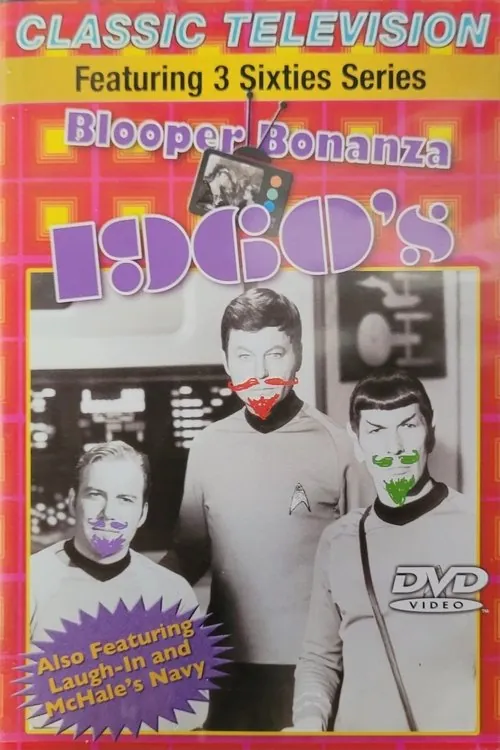 CLASSIC TELEVISION
Featuring 3 Sixties Series
Blooper Bonanza
1960's
DVD
VIDEO
Also Featuring
Laugh-In and
McHale's Navy